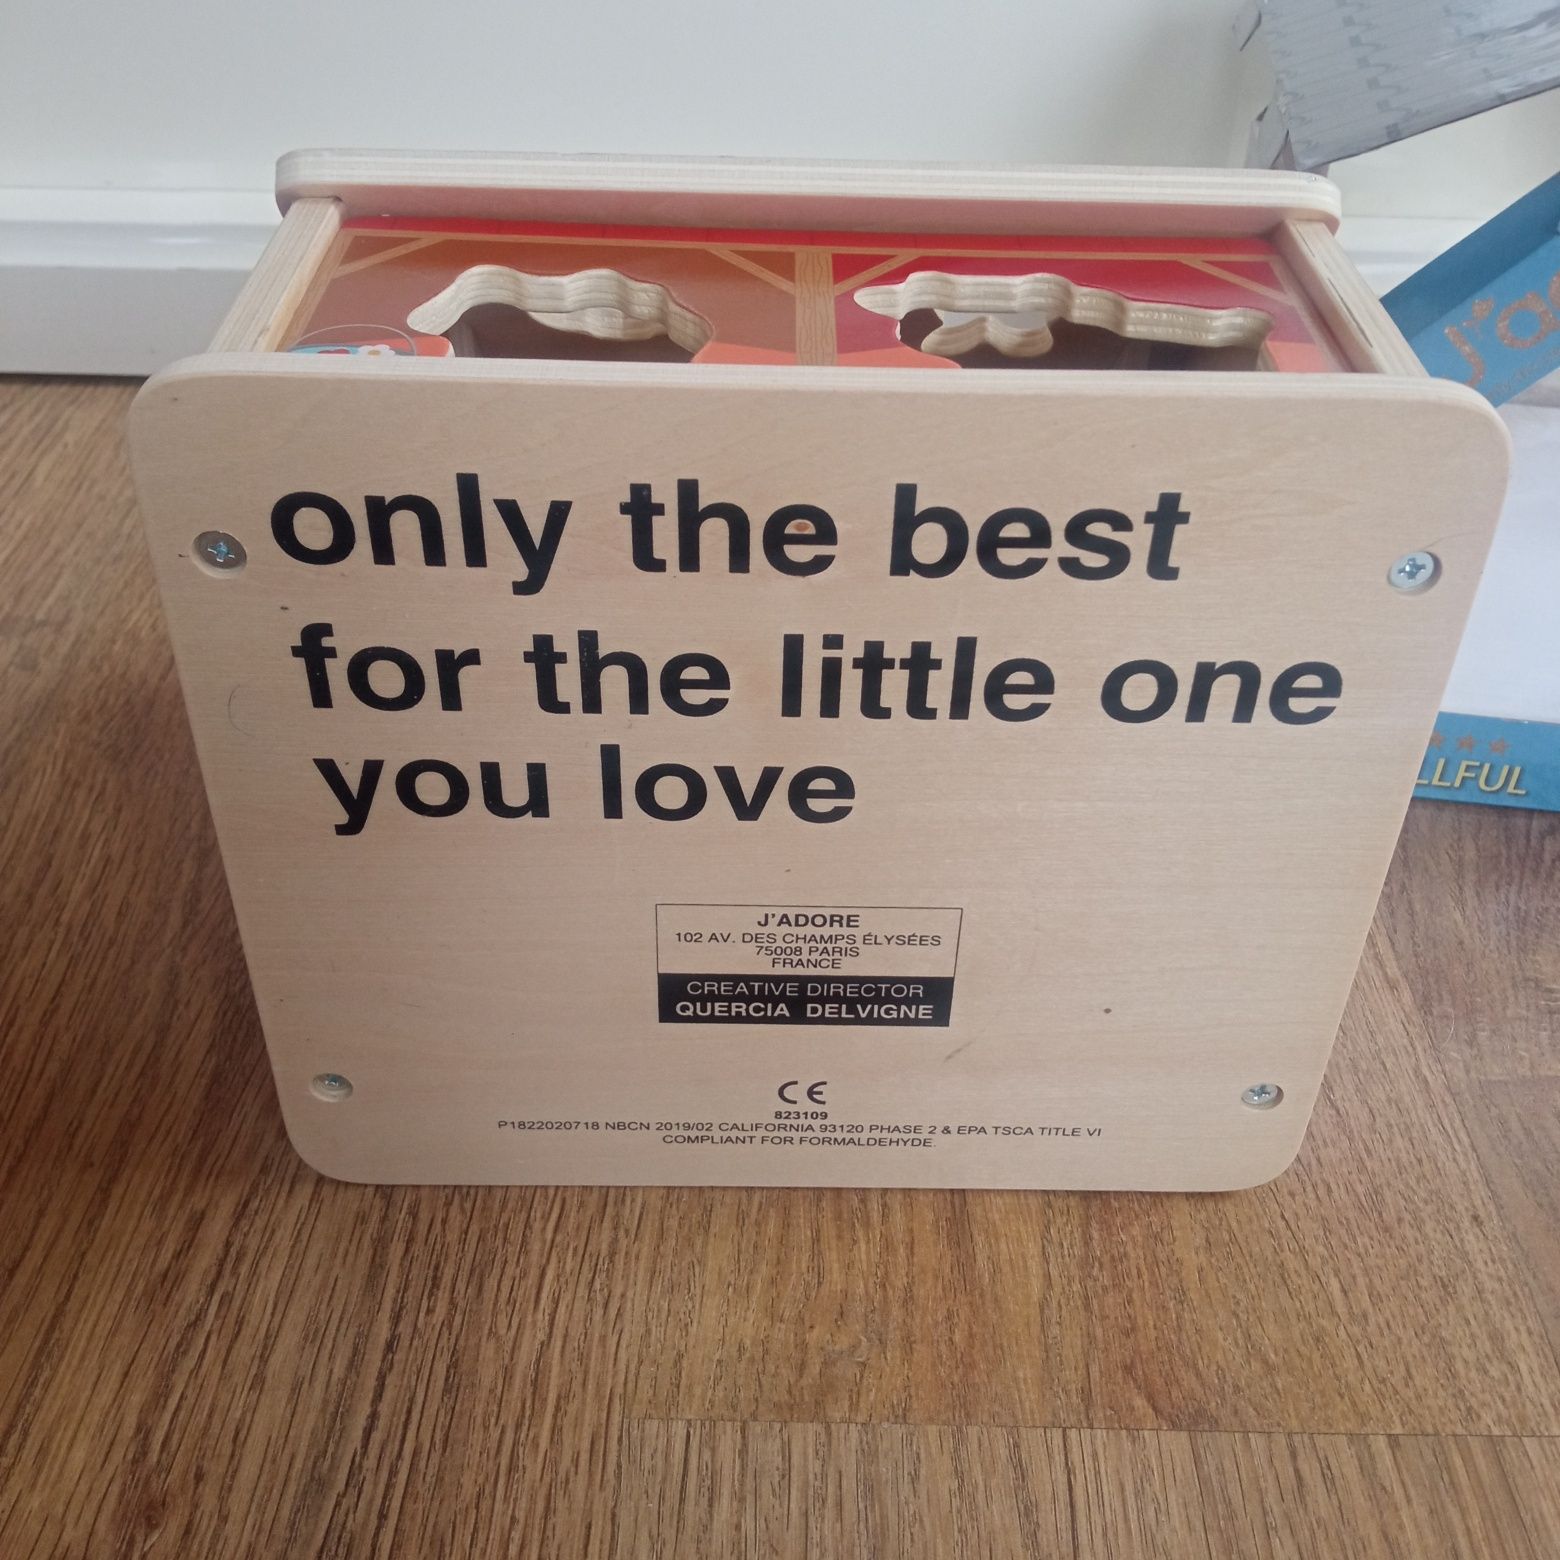 J'a
only the best
for the little one
you love
LLFUL
J'ADORE
102 AV. DES CHAMPS ÉLYSÉES
75008 PARIS
FRANCE
CREATIVE DIRECTOR
QUERCIA DELVIGNE
CE
823109
P1822020718 NBCN 2019/02 CALIFORNIA 93120 PHASE 2 & EPA TSCA TITLE VI
COMPLIANT FOR FORMALDEHYDE.